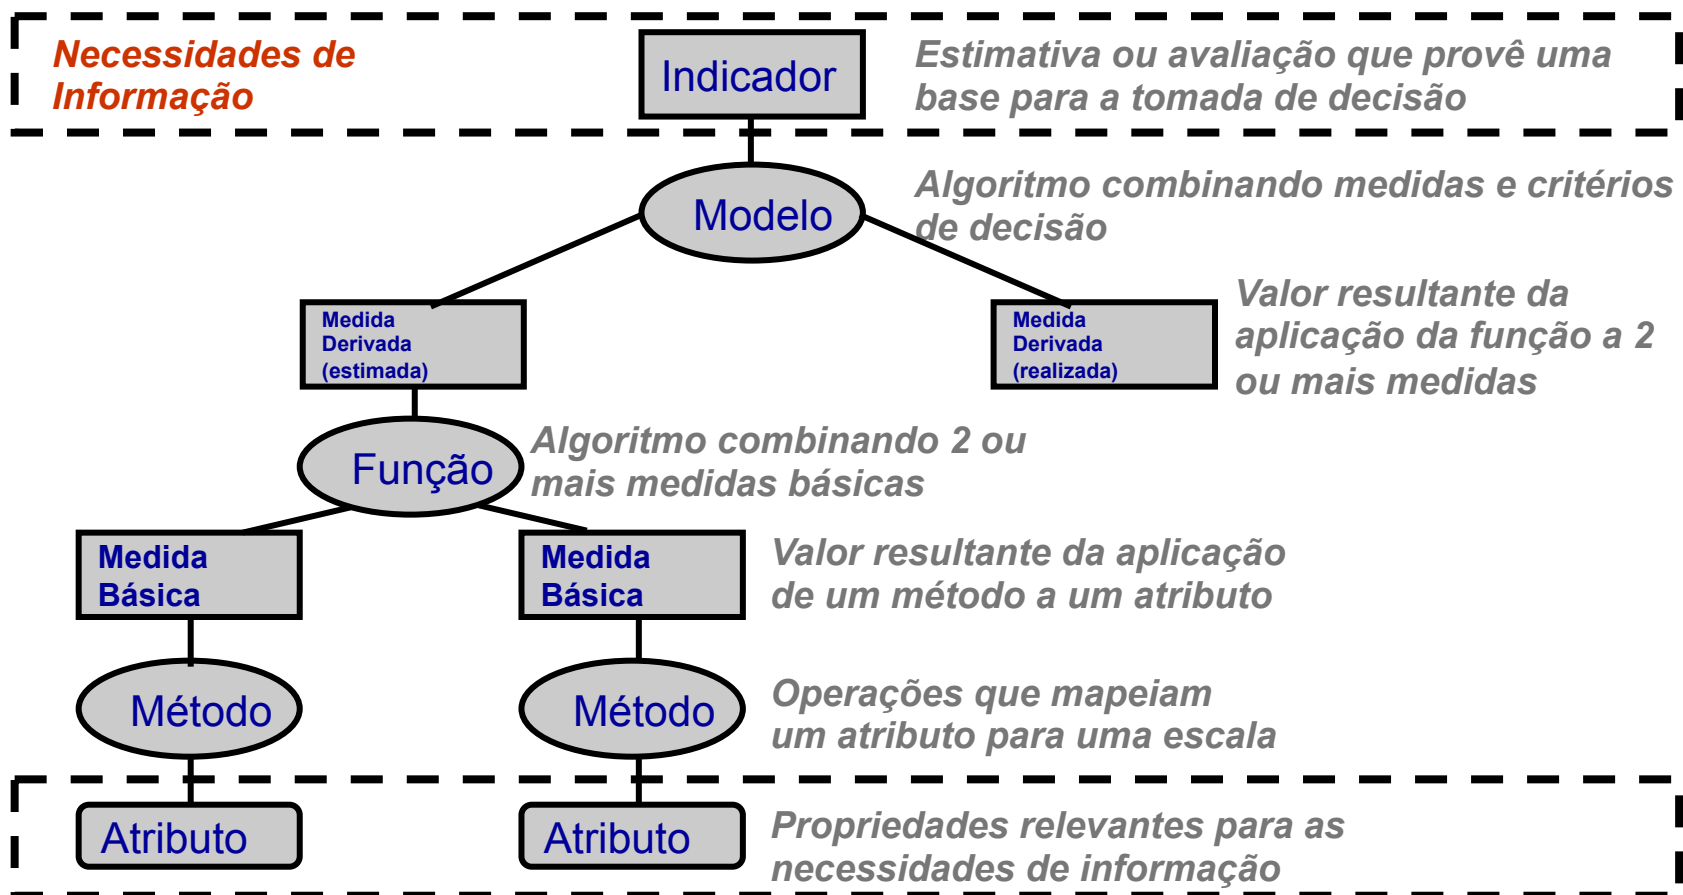 Necessidades de
Informação
Indicador
Estimativa ou avaliação que provê uma
base para a tomada de decisão
Modelo
Algoritmo combinando medidas e critérios
de decisão
Medida
Derivada
(estimada)
Medida
Derivada
(realizada)
Valor resultante da
aplicação da função a 2
ou mais medidas
Função
Algoritmo combinando 2 ou
mais medidas básicas
Medida
Básica
Medida
Básica
Valor resultante da aplicação
de um método a um atributo
Método
Método
Operações que mapeiam
um atributo para uma escala
Atributo
Atributo
Propriedades relevantes para as
necessidades de informação